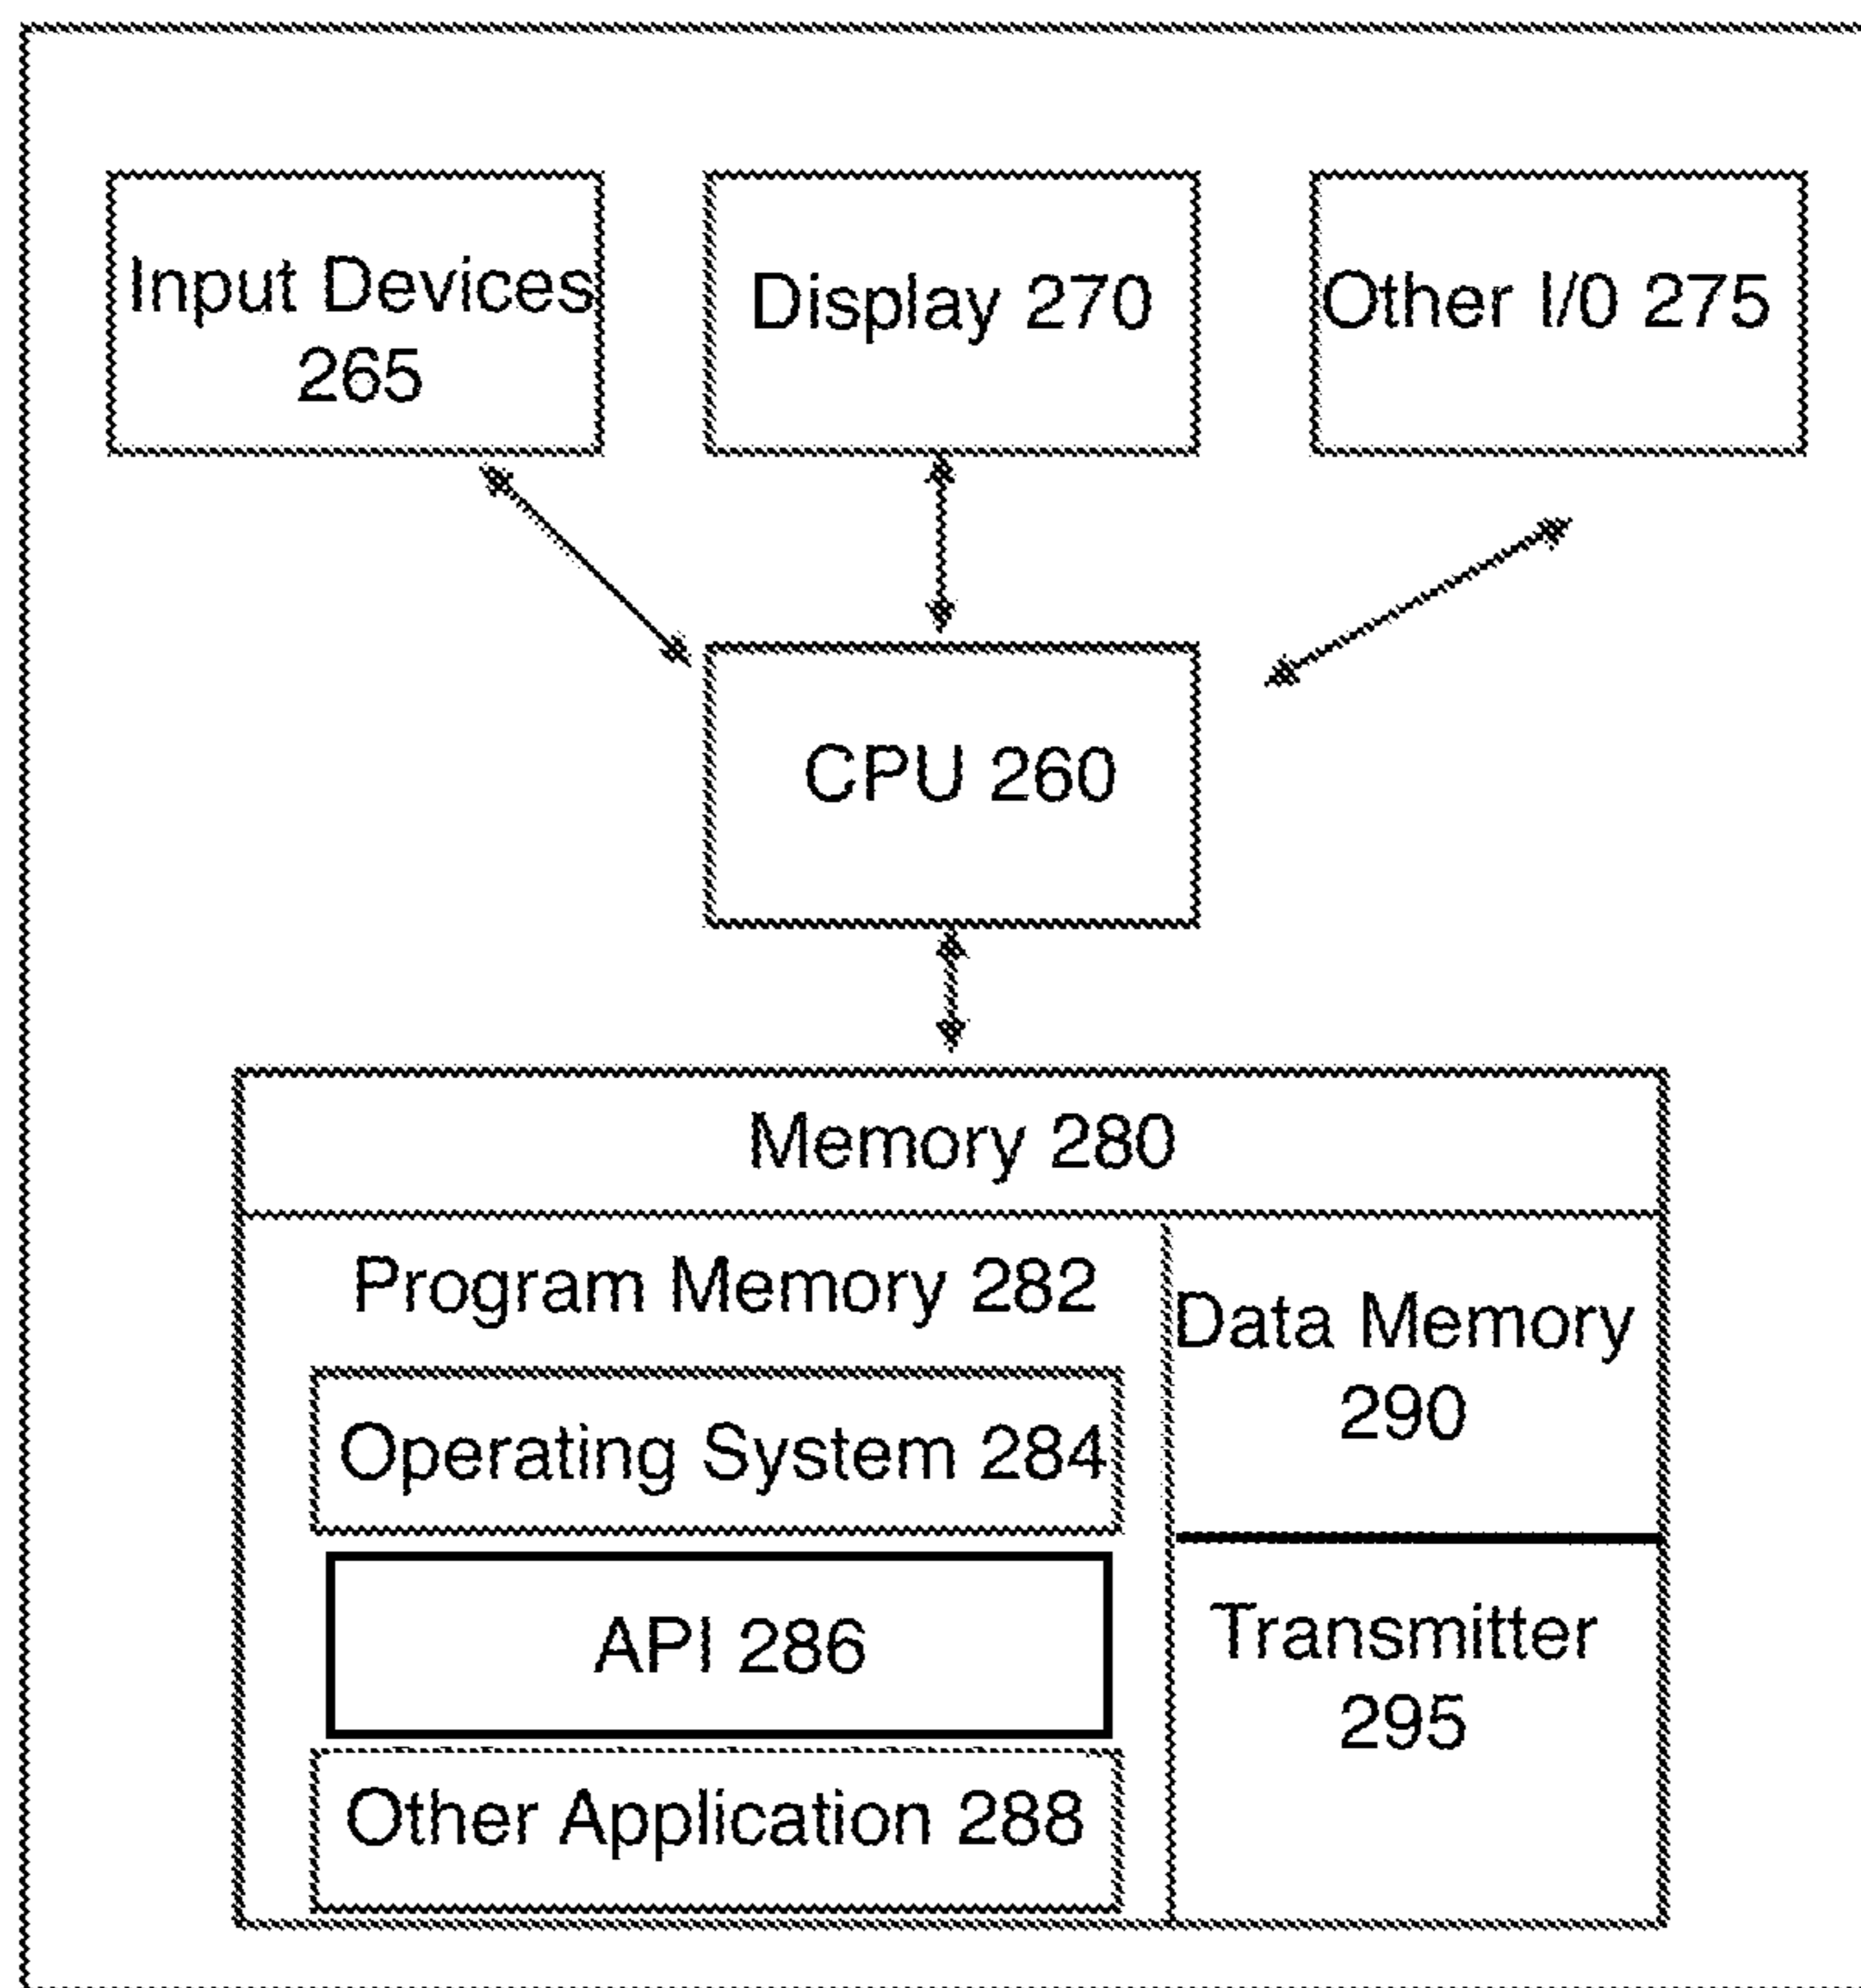 Input Devices
265
Display 270
Other I/0 275
CPU 260
Memory 280
Program Memory 282
Operating System 284
API 286
Other Application 288
Data Memory
290
Transmitter
295